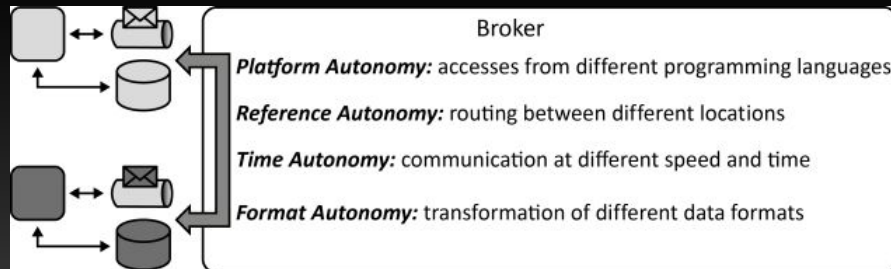 Broker
Platform Autonomy: accesses from different programming languages
Reference Autonomy: routing between different locations
Time Autonomy: communication at different speed and time
Format Autonomy: transformation of different data formats